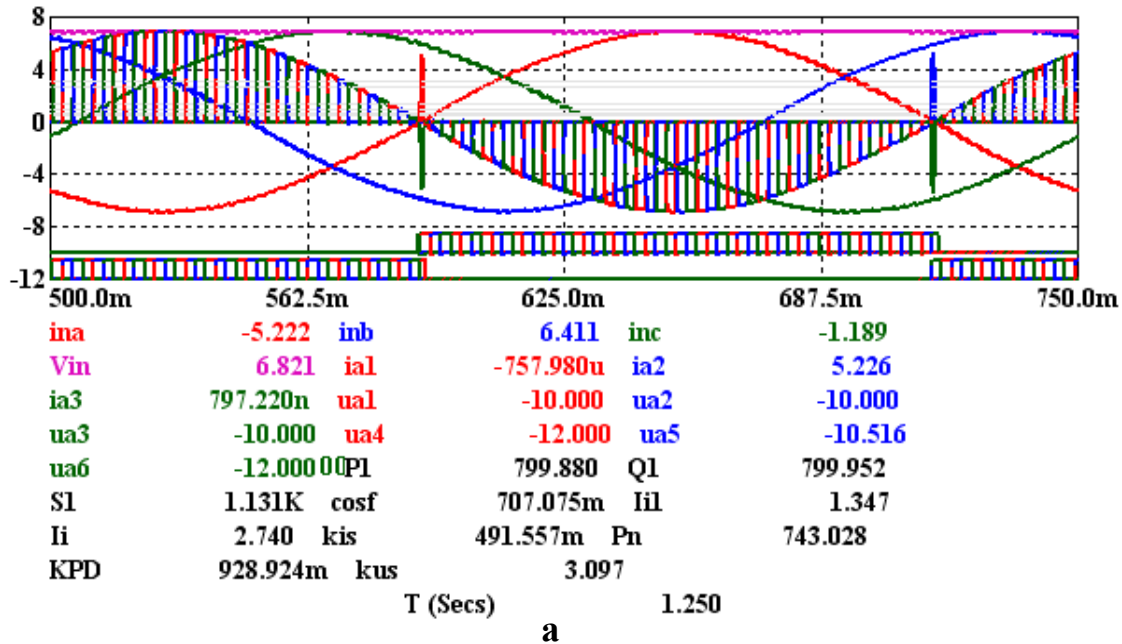 8
4
0
-4
-8
-12
500.0m 562.5m 625.0m 687.5m 750.0m
ina -5.222 inb 6.411 inc -1.189
Vin 6.821 ia1 -757.980u ia2 5.226
ia3 797.220n ua1 -10.000 ua2 -10.000
ua3 -10.000 ua4 -12.000 ua5 -10.516
ua6 -12.000 00 P1 799.880 Q1 799.952
S1 1.131K cosf 707.075m Ii1 1.347
Ii 2.740 kis 491.557m Pn 743.028
KPD 928.924m kus 3.097
T (Secs) 1.250
a